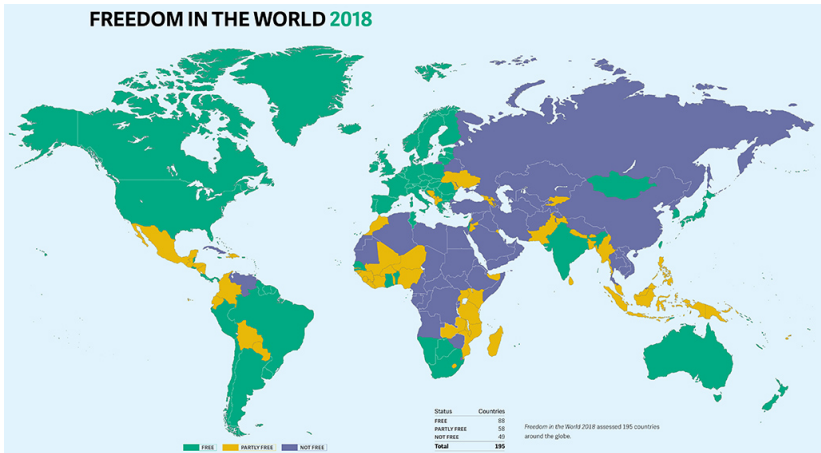 FREEDOM IN THE WORLD 2018
Status Countries
FREE 88
PARTLY FREE 58
NOT FREE 49
Total 195
Freedom in the World 2018 assessed 195 countries
around the globe.
FREE PARTLY FREE NOT FREE